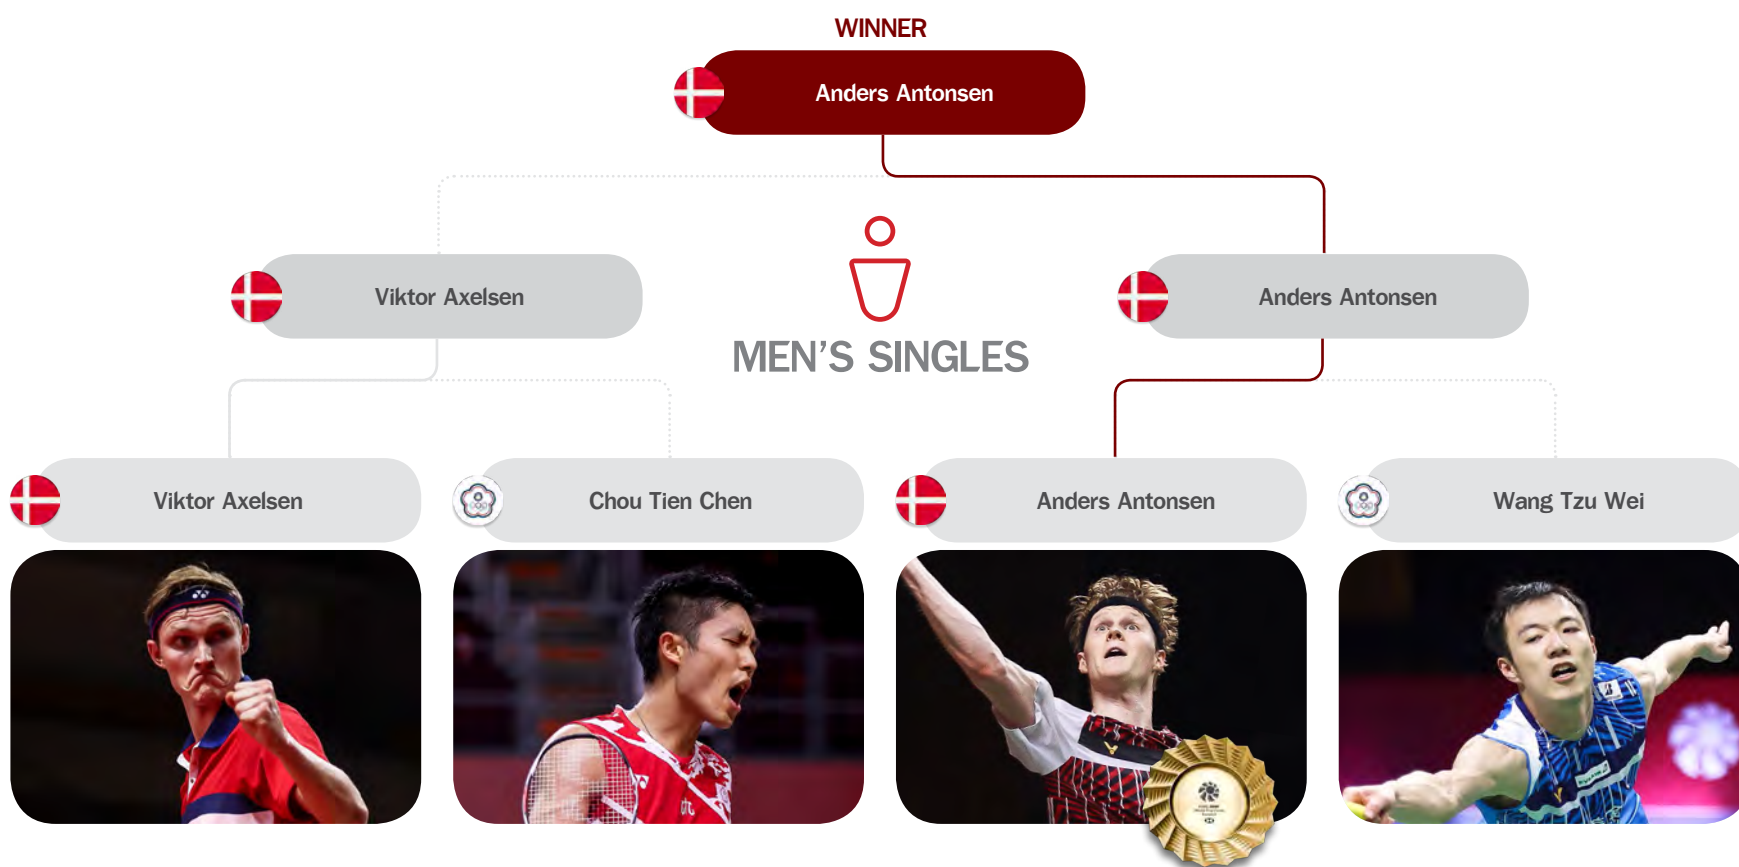 WINNER
Anders Antonsen
Viktor Axelsen
Anders Antonsen
MEN'S SINGLES
Viktor Axelsen
Chou Tien Chen
Anders Antonsen
Wang Tzu Wei